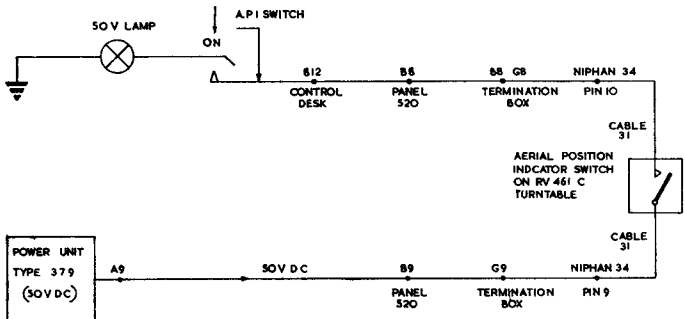 50V LAMP
A.P I SWITCH
ON
B12
CONTROL
DESK
B8
PANEL
520
B8 G8
TERMINATION
BOX
NIPHAN 34
PIN 10
CABLE
31
AERIAL POSITION
INDCATOR SWITCH
ON RV 461 C
TURNTABLE
CABLE
31
POWER UNIT
TYPE 379
(50V DC)
A9
50V DC
B9
PANEL
520
G9
TERMINATION
BOX
NIPHAN 34
PIN 9